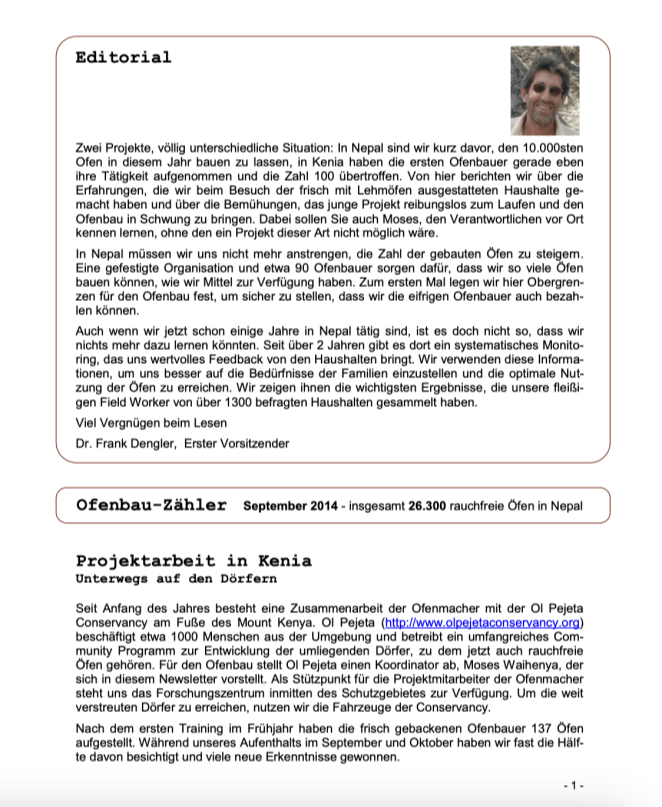 Editorial
Zwei Projekte, völlig unterschiedliche Situation: In Nepal sind wir kurz davor, den 10.000sten
Ofen in diesem Jahr bauen zu lassen, in Kenia haben die ersten Ofenbauer gerade eben
ihre Tätigkeit aufgenommen und die Zahl 100 übertroffen. Von hier berichten wir über die
Erfahrungen, die wir beim Besuch der frisch mit Lehmöfen ausgestatteten Haushalte ge-
macht haben und über die Bemühungen, das junge Projekt reibungslos zum Laufen und den
Ofenbau in Schwung zu bringen. Dabei sollen Sie auch Moses, den Verantwortlichen vor Ort
kennen lernen, ohne den ein Projekt dieser Art nicht möglich wäre.
In Nepal müssen wir uns nicht mehr anstrengen, die Zahl der gebauten Öfen zu steigern.
Eine gefestigte Organisation und etwa 90 Ofenbauer sorgen dafür, dass wir so viele Öfen
bauen können, wie wir Mittel zur Verfügung haben. Zum ersten Mal legen wir hier Obergren-
zen für den Ofenbau fest, um sicher zu stellen, dass wir die eifrigen Ofenbauer auch bezah-
len können.
Auch wenn wir jetzt schon einige Jahre in Nepal tätig sind, ist es doch nicht so, dass wir
nichts mehr dazu lernen könnten. Seit über 2 Jahren gibt es dort ein systematisches Monito-
ring, das uns wertvolles Feedback von den Haushalten bringt. Wir verwenden diese Informa-
tionen, um uns besser auf die Bedürfnisse der Familien einzustellen und die optimale Nut-
zung der Öfen zu erreichen. Wir zeigen ihnen die wichtigsten Ergebnisse, die unsere fleißi-
gen Field Worker von über 1300 befragten Haushalten gesammelt haben.
Viel Vergnügen beim Lesen
Dr. Frank Dengler, Erster Vorsitzender
Ofenbau-Zähler September 2014 - insgesamt 26.300 rauchfreie Öfen in Nepal
Projektarbeit in Kenia
Unterwegs auf den Dörfern
Seit Anfang des Jahres besteht eine Zusammenarbeit der Ofenmacher mit der Ol Pejeta
Conservancy am Fuße des Mount Kenya. Ol Pejeta (http://www.olpejetaconservancy.org)
beschäftigt etwa 1000 Menschen aus der Umgebung und betreibt ein umfangreiches Com-
munity Programm zur Entwicklung der umliegenden Dörfer, zu dem jetzt auch rauchfreie
Öfen gehören. Für den Ofenbau stellt Ol Pejeta einen Koordinator ab, Moses Waihenya, der
sich in diesem Newsletter vorstellt. Als Stützpunkt für die Projektmitarbeiter der Ofenmacher
steht uns das Forschungszentrum inmitten des Schutzgebietes zur Verfügung. Um die weit
verstreuten Dörfer zu erreichen, nutzen wir die Fahrzeuge der Conservancy.
Nach dem ersten Training im Frühjahr haben die frisch gebackenen Ofenbauer 137 Öfen
aufgestellt. Während unseres Aufenthalts im September und Oktober haben wir fast die Hälf-
te davon besichtigt und viele neue Erkenntnisse gewonnen.
- 1 -